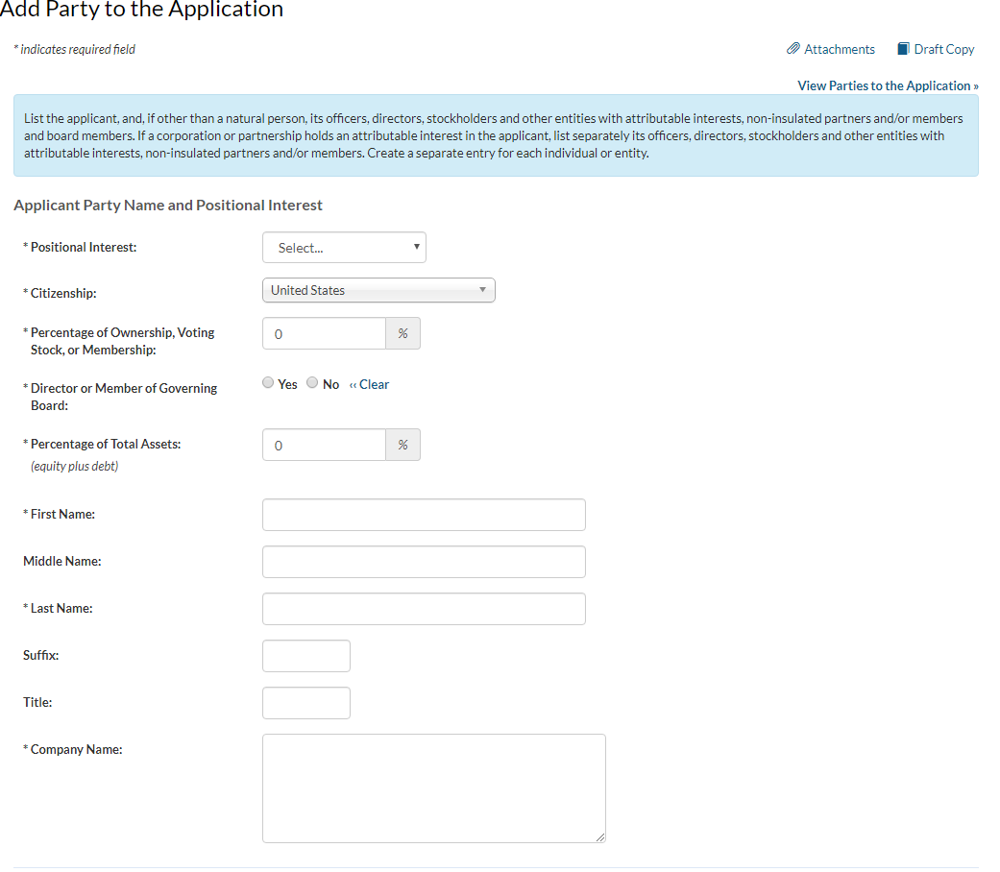 Add Party to the Application
* indicates required field
Attachments
Draft Copy
View Parties to the Application »
List the applicant, and, if other than a natural person, its officers, directors, stockholders and other entities with attributable interests, non-insulated partners and/or members
and board members. If a corporation or partnership holds an attributable interest in the applicant, list separately its officers, directors, stockholders and other entities with
attributable interests, non-insulated partners and/or members. Create a separate entry for each individual or entity.
Applicant Party Name and Positional Interest
* Positional Interest:
Select...
* Citizenship:
United States
* Percentage of Ownership, Voting
Stock, or Membership:
0 %
* Director or Member of Governing
Board:
Yes No ‹‹ Clear
* Percentage of Total Assets:
(equity plus debt)
0 %
* First Name:
Middle Name:
* Last Name:
Suffix:
Title:
* Company Name: